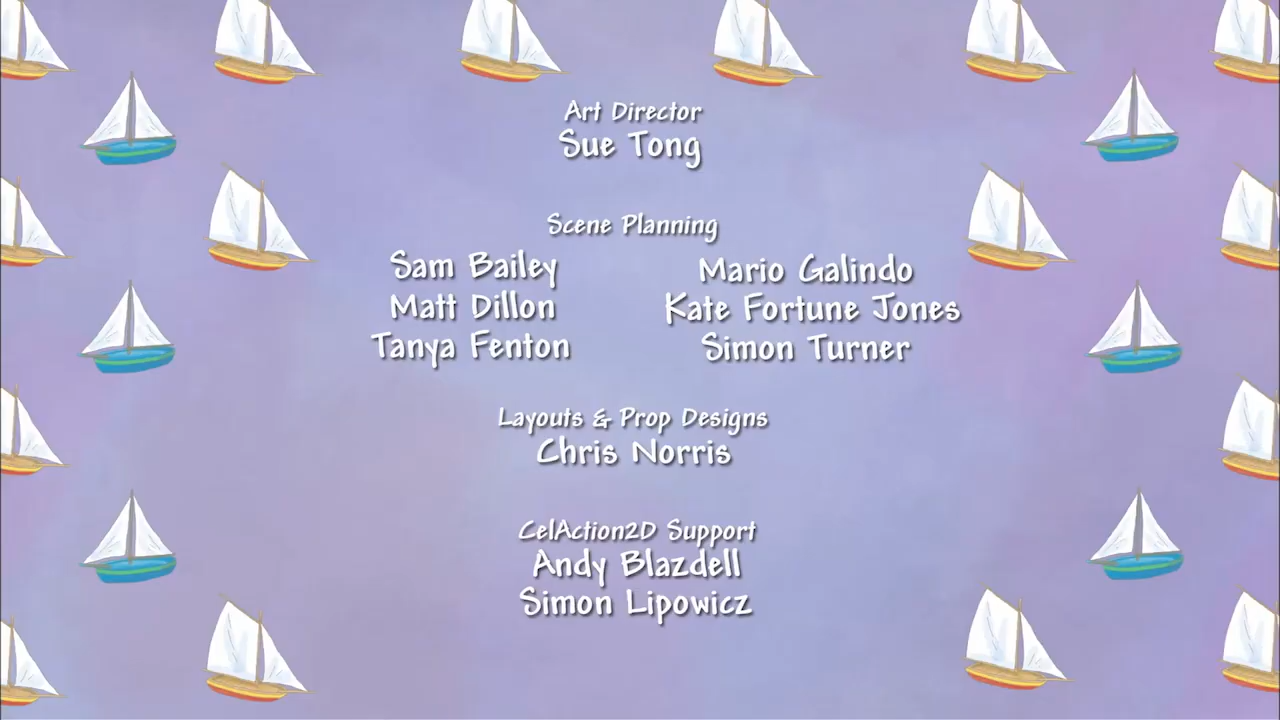 Art Director
Sue Tong
Scene Planning
Sam Bailey
Mario Galindo
Matt Dillon
Kate Fortune Jones
Tanya Fenton
Simon Turner
Layouts & Prop Designs
Chris Norris
CelAction2D Support
Andy Blazdell
Simon Lipowicz